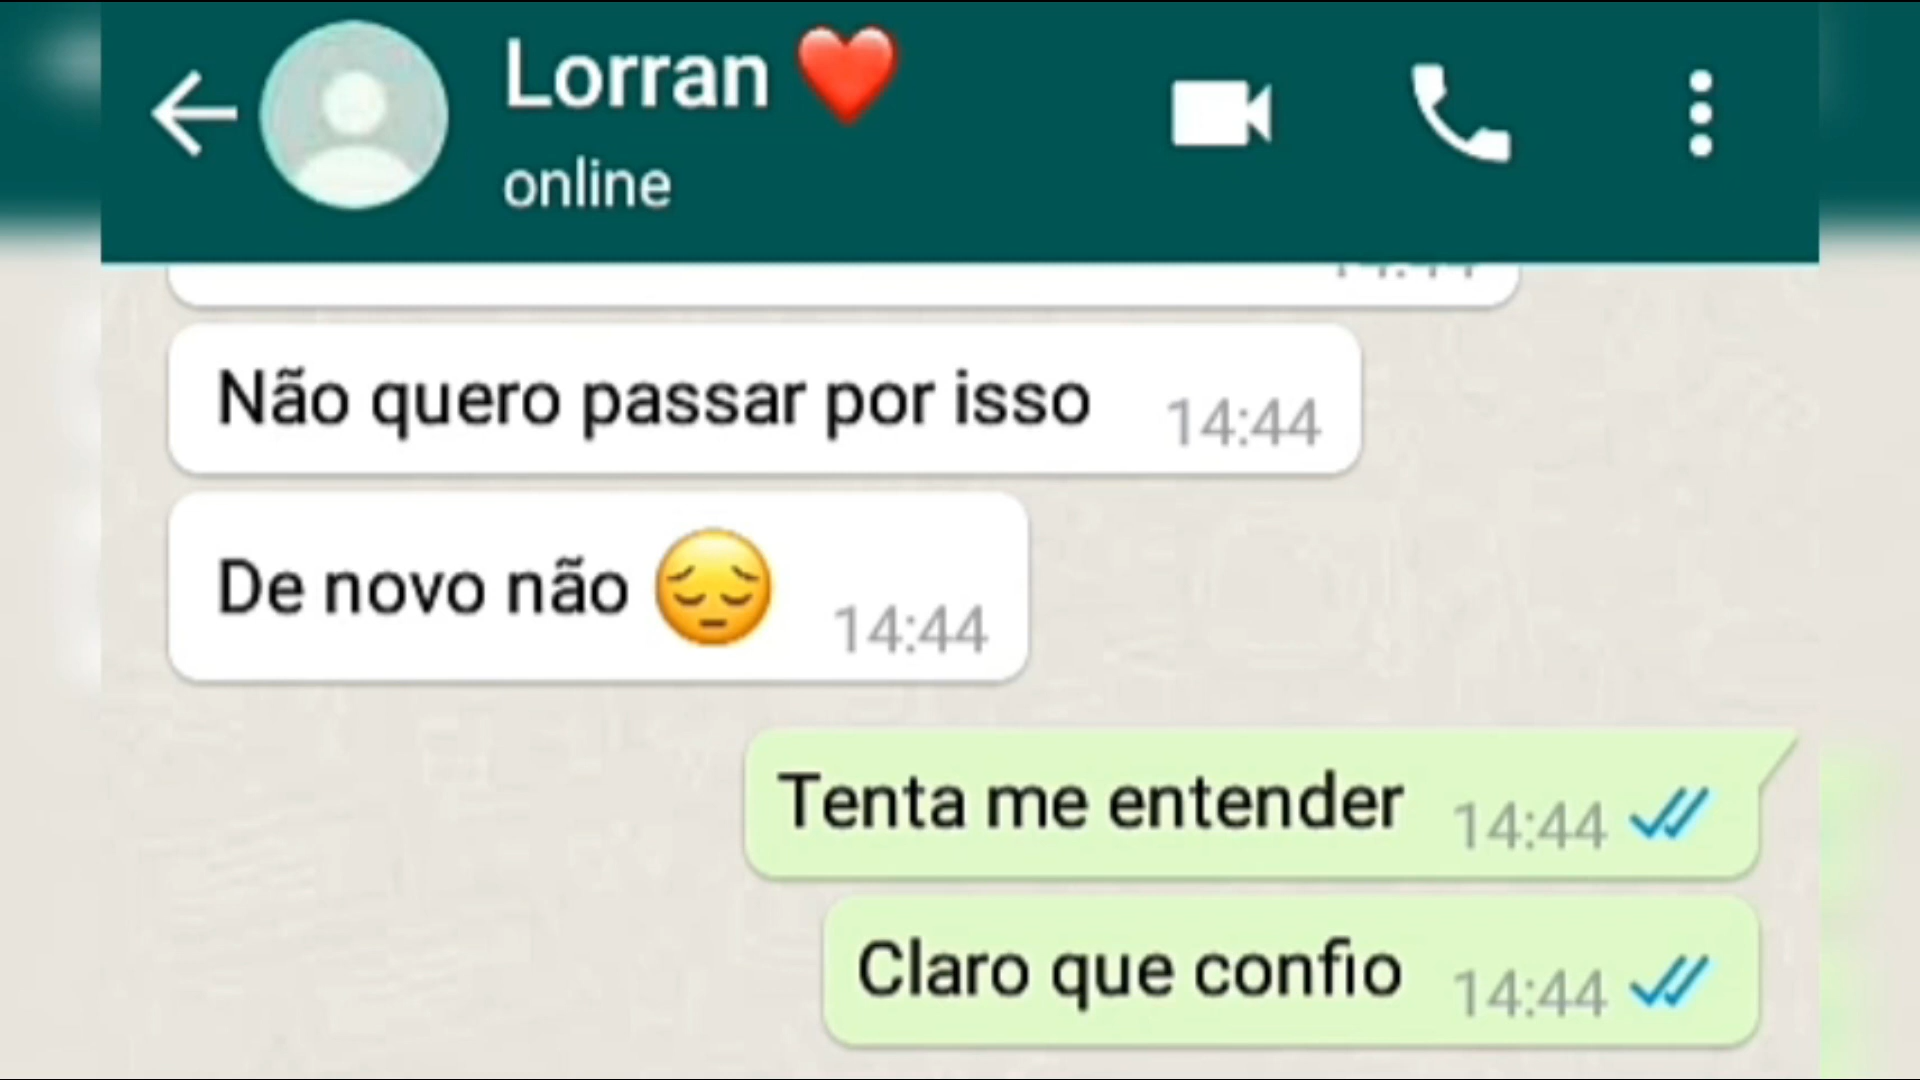 Lorran ❤️
online
Não quero passar por isso 14:44
De novo não 😔 14:44
Tenta me entender 14:44
Claro que confio 14:44